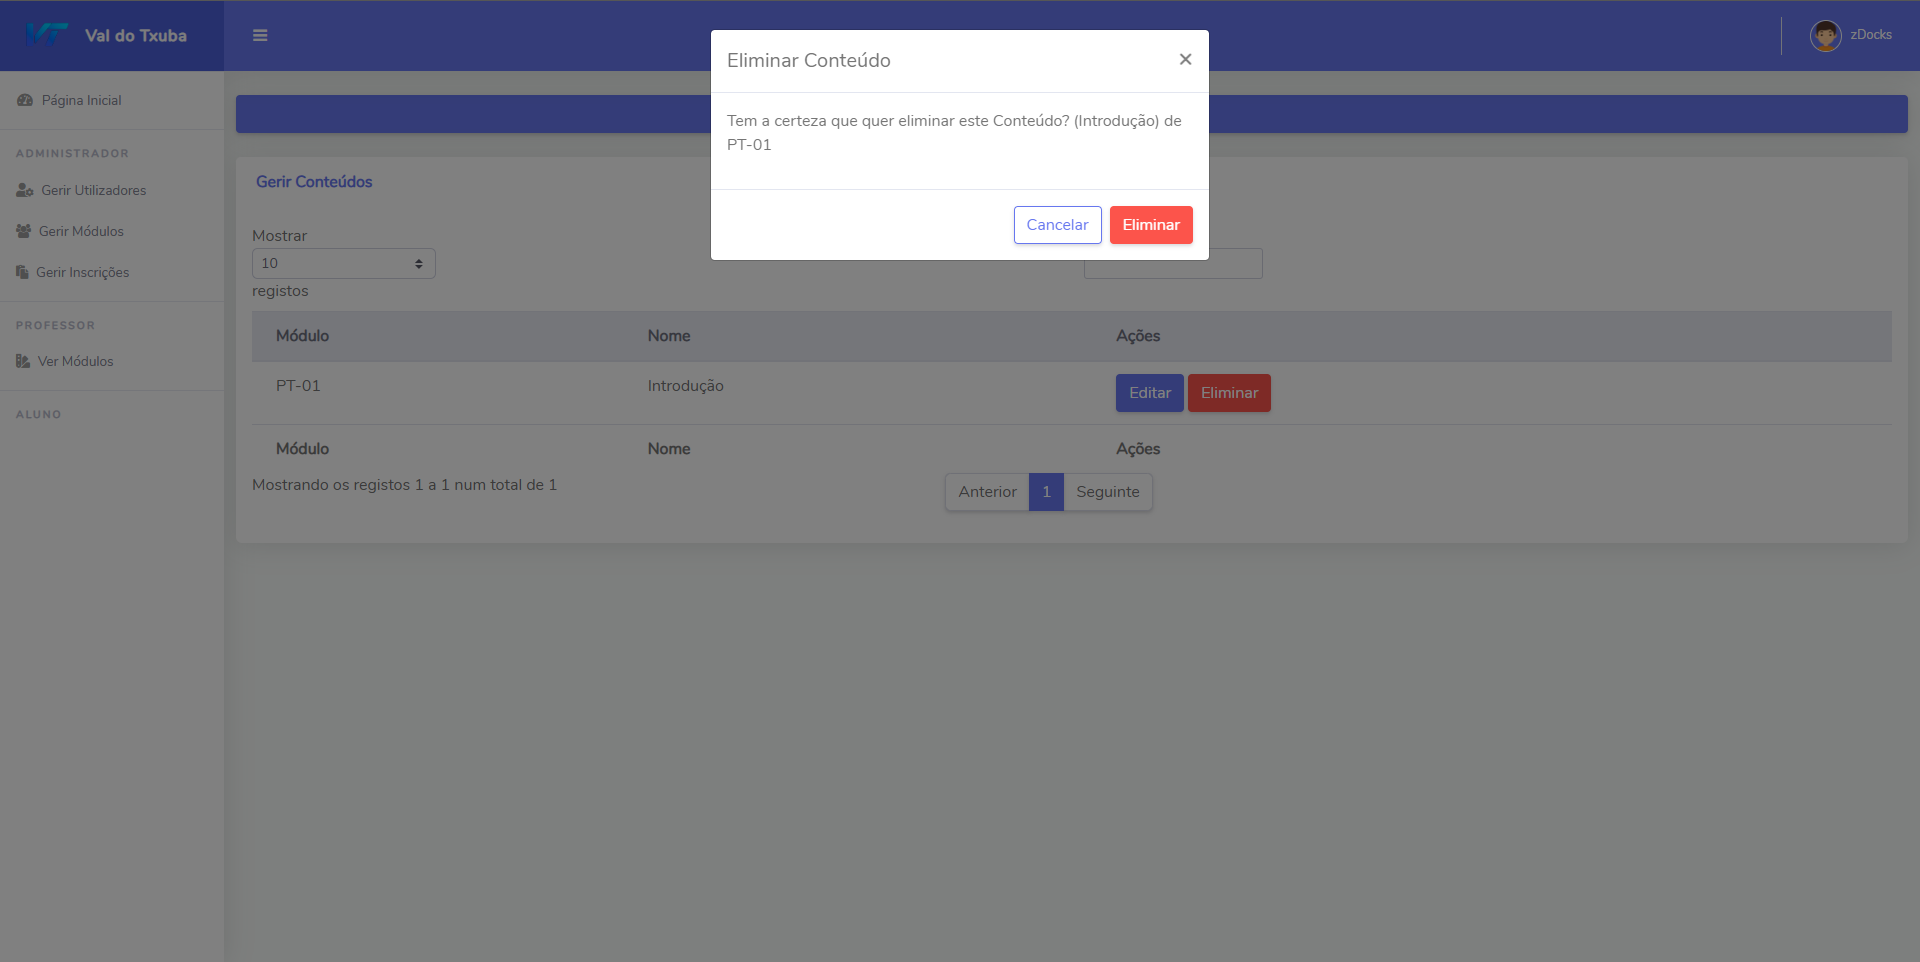 VT Val do Txuba
zDocks
Página Inicial
ADMINISTRADOR
Gerir Utilizadores
Gerir Módulos
Gerir Inscrições
PROFESSOR
Ver Módulos
ALUNO
Eliminar Conteúdo ×
Tem a certeza que quer eliminar este Conteúdo? (Introdução) de
PT-01
Cancelar Eliminar
Gerir Conteúdos
Mostrar
10
registos
Módulo Nome Ações
PT-01 Introdução Editar Eliminar
Módulo Nome Ações
Mostrando os registos 1 a 1 num total de 1
Anterior 1 Seguinte